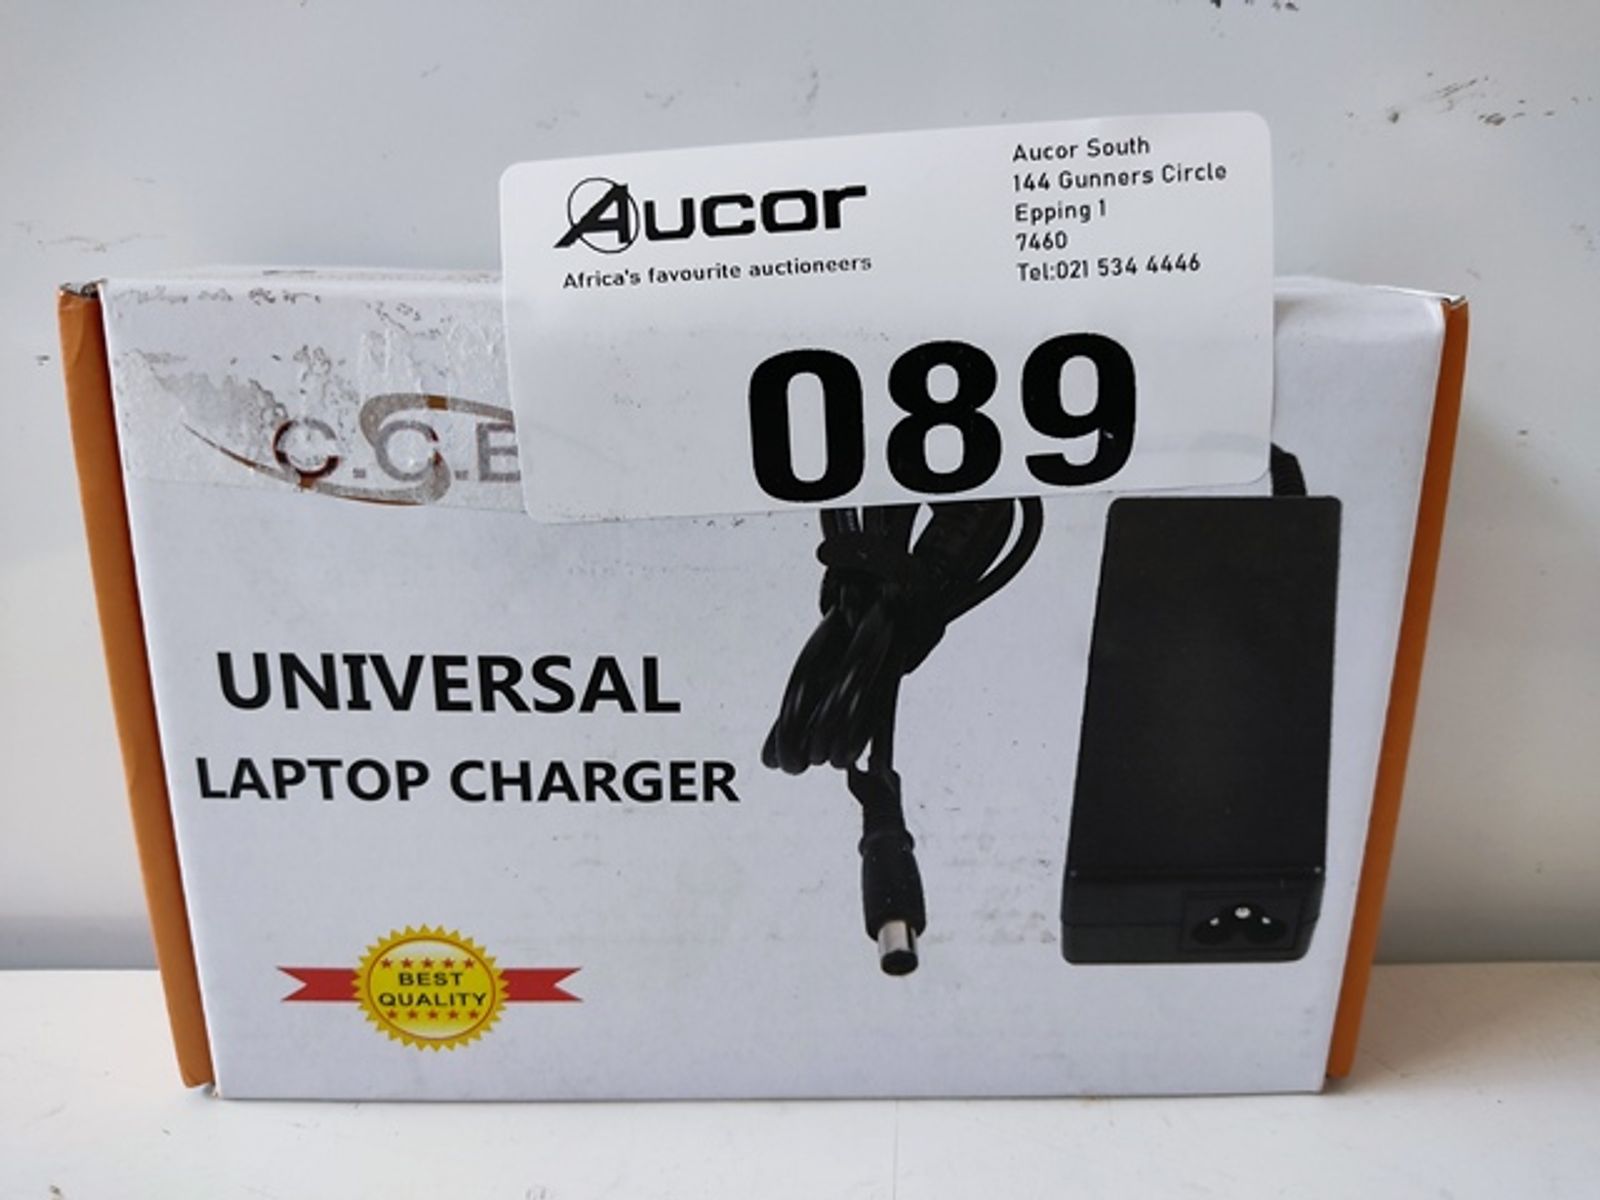 Aucor
Africa's favourite auctioneers
Aucor South
144 Gunners Circle
Epping 1
7460
Tel:021 534 4446
089
C.C.E
UNIVERSAL
LAPTOP CHARGER
BEST
QUALITY